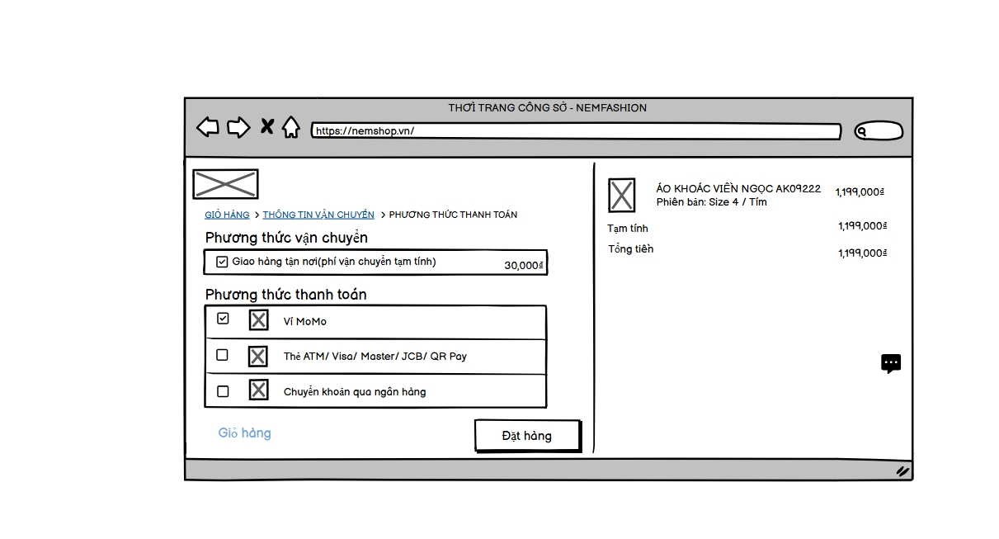 THƠÌ TRANG CÔNG SỞ - NEMFASHION
https://nemshop.vn/
GIỎ HÀNG > THÔNG TIN VẬN CHUYỂN > PHƯƠNG THỨC THANH TOÁN
Phương thức vận chuyển
Giao hàng tận nơi(phí vận chuyển tạm tính) 30,000₫
Phương thức thanh toán
Ví MoMo
Thẻ ATM/ Visa/ Master/ JCB/ QR Pay
Chuyển khoản qua ngân hàng
Giỏ hàng
Đặt hàng
ÁO KHOÁC VIỀN NGỌC AK09222 1,199,000₫
Phiên bản: Size 4 / Tím
Tạm tính 1,199,000₫
Tổng tiền 1,199,000₫